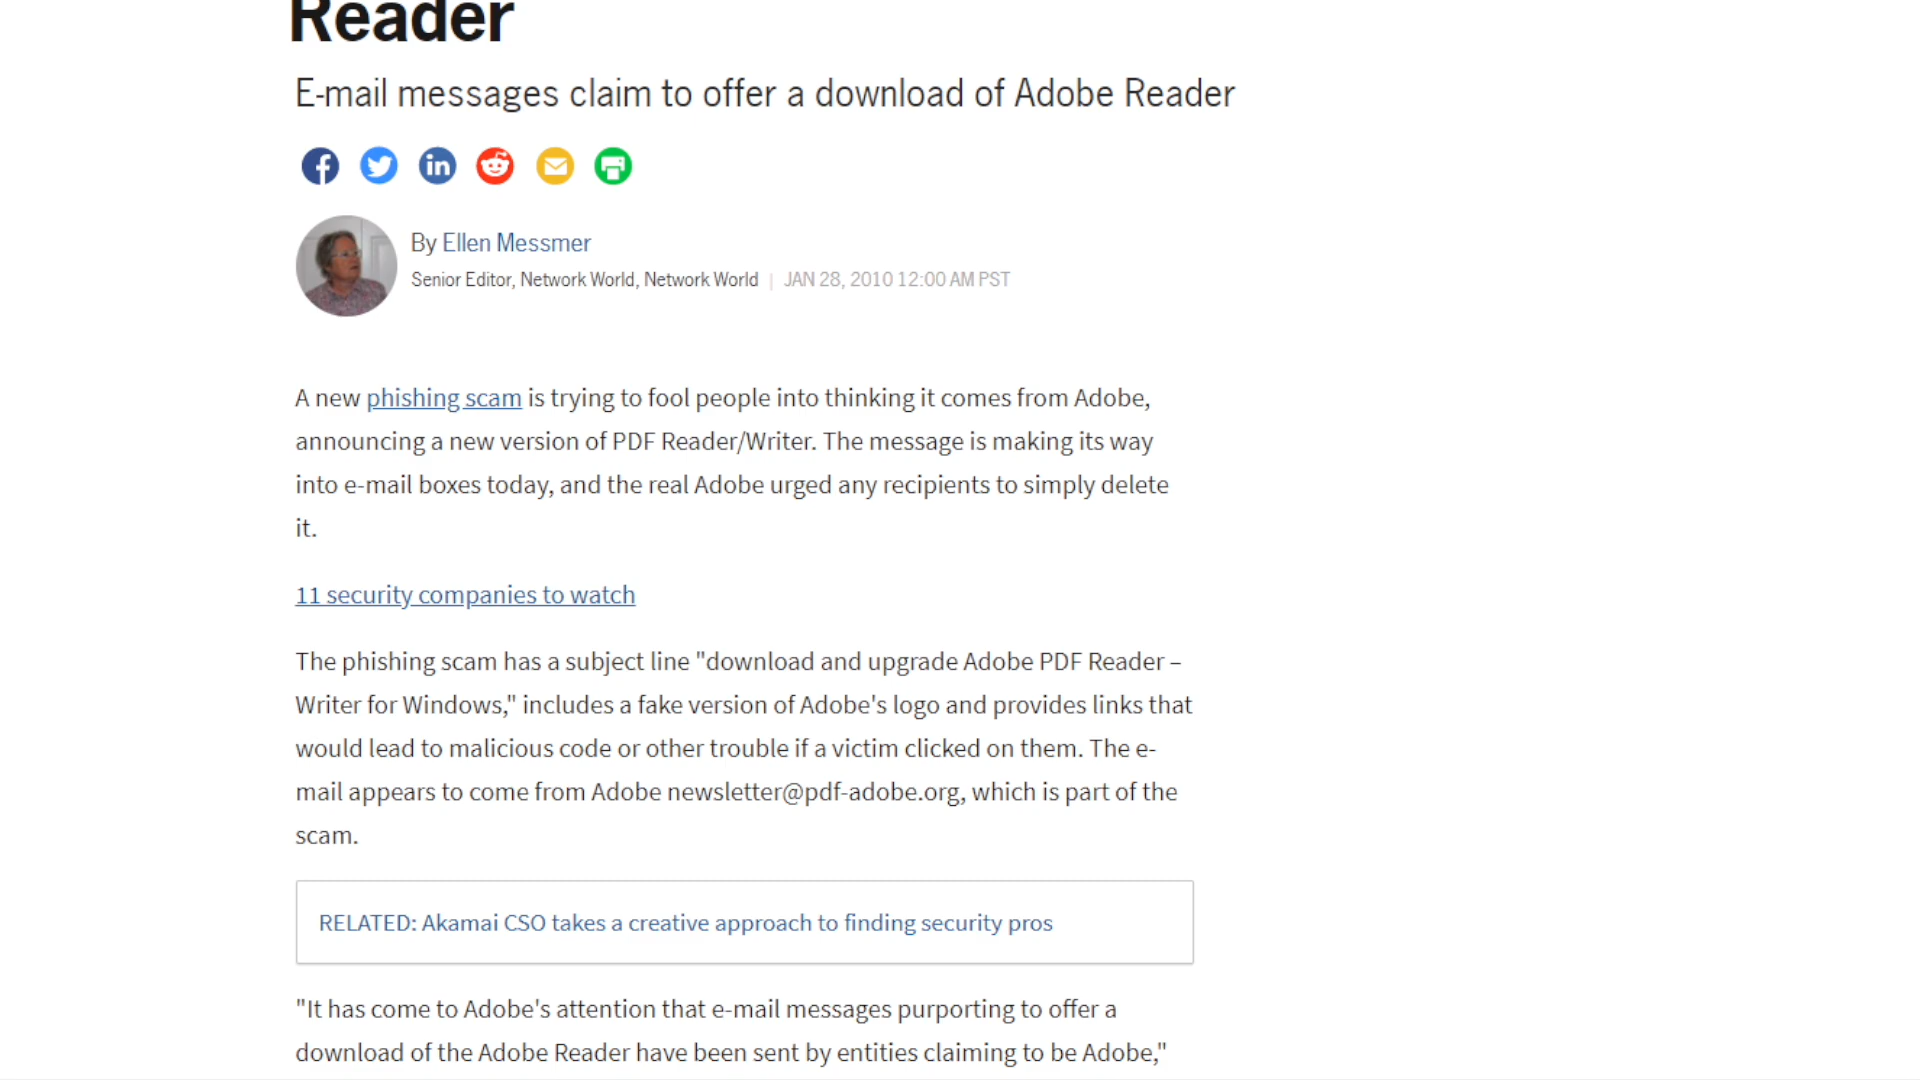 Reader
E-mail messages claim to offer a download of Adobe Reader
By Ellen Messmer
Senior Editor, Network World, Network World | JAN 28, 2010 12:00 AM PST
A new phishing scam is trying to fool people into thinking it comes from Adobe,
announcing a new version of PDF Reader/Writer. The message is making its way
into e-mail boxes today, and the real Adobe urged any recipients to simply delete
it.
11 security companies to watch
The phishing scam has a subject line "download and upgrade Adobe PDF Reader –
Writer for Windows," includes a fake version of Adobe's logo and provides links that
would lead to malicious code or other trouble if a victim clicked on them. The e-
mail appears to come from Adobe newsletter@pdf-adobe.org, which is part of the
scam.
RELATED: Akamai CSO takes a creative approach to finding security pros
"It has come to Adobe's attention that e-mail messages purporting to offer a
download of the Adobe Reader have been sent by entities claiming to be Adobe,"